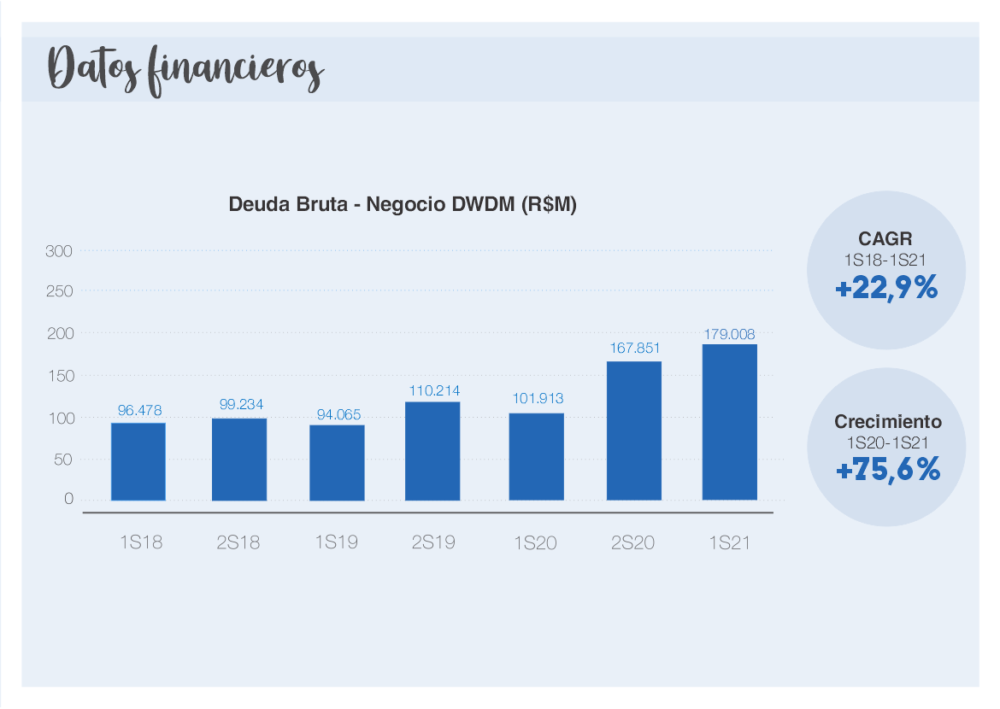 Datos financieros
Deuda Bruta - Negocio DWDM (R$M)
300
250
200
150
100
50
0
96.478
99.234
94.065
110.214
101.913
167.851
179.008
1S18
2S18
1S19
2S19
1S20
2S20
1S21
CAGR
1S18-1S21
+22,9%
Crecimiento
1S20-1S21
+75,6%